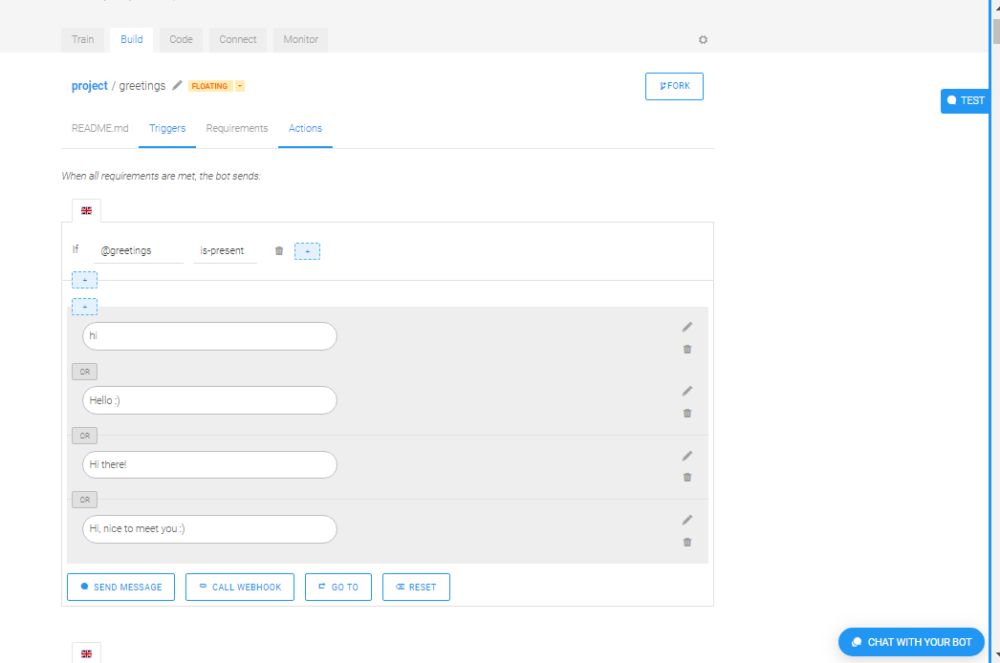 Train Build Code Connect Monitor
project / greetings FLOATING
FORK
TEST
README.md Triggers Requirements Actions
When all requirements are met, the bot sends:
If @greetings is-present +
+
+
hi
OR
Hello :)
OR
Hi there!
OR
Hi, nice to meet you :)
SEND MESSAGE CALL WEBHOOK GO TO RESET
CHAT WITH YOUR BOT